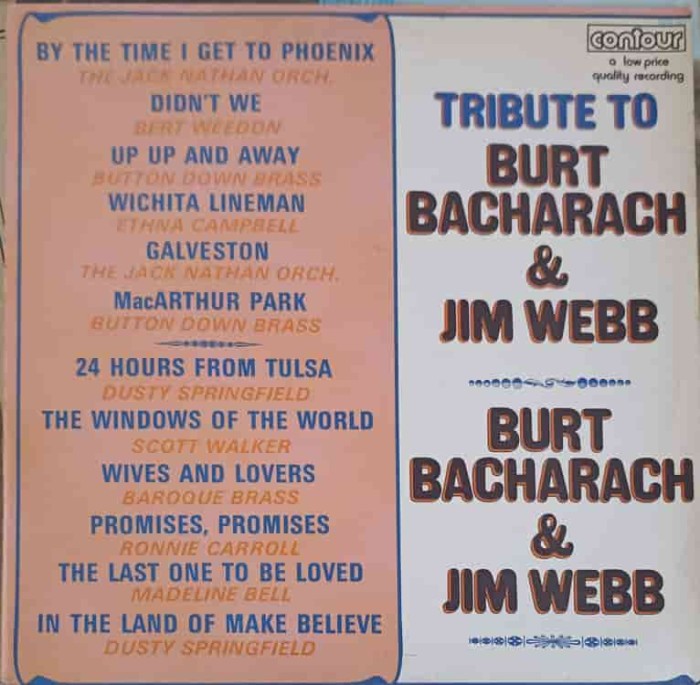 BY THE TIME I GET TO PHOENIX
THE JACK NATHAN ORCH.
DIDN'T WE
BERT WEEDON
UP UP AND AWAY
BUTTON DOWN BRASS
WICHITA LINEMAN
ETHNA CAMPBELL
GALVESTON
THE JACK NATHAN ORCH.
MacARTHUR PARK
BUTTON DOWN BRASS
24 HOURS FROM TULSA
DUSTY SPRINGFIELD
THE WINDOWS OF THE WORLD
SCOTT WALKER
WIVES AND LOVERS
BAROQUE BRASS
PROMISES, PROMISES
RONNIE CARROLL
THE LAST ONE TO BE LOVED
MADELINE BELL
IN THE LAND OF MAKE BELIEVE
DUSTY SPRINGFIELD
contour
a low price
quality recording
TRIBUTE TO
BURT
BACHARACH
&
JIM WEBB
BURT
BACHARACH
&
JIM WEBB